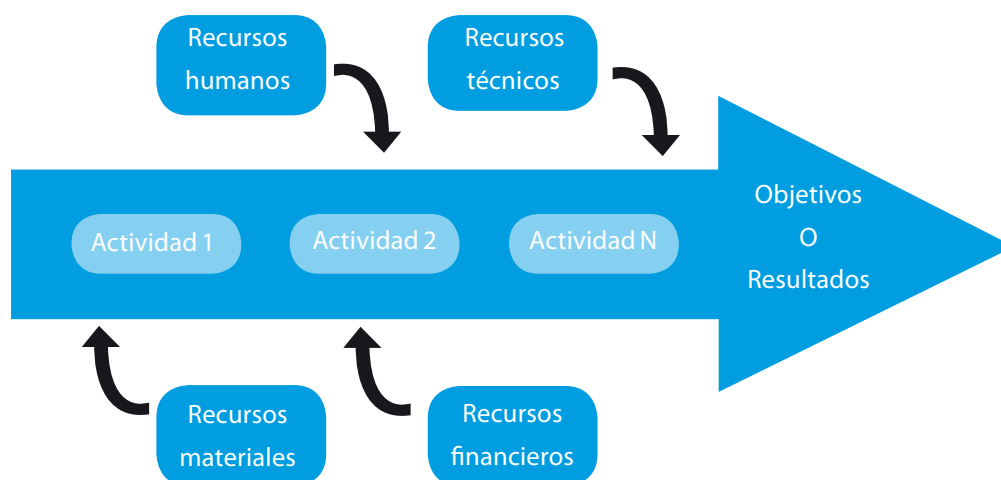 Recursos
humanos
Recursos
técnicos
Actividad 1
Actividad 2
Actividad N
Objetivos
O
Resultados
Recursos
materiales
Recursos
financieros